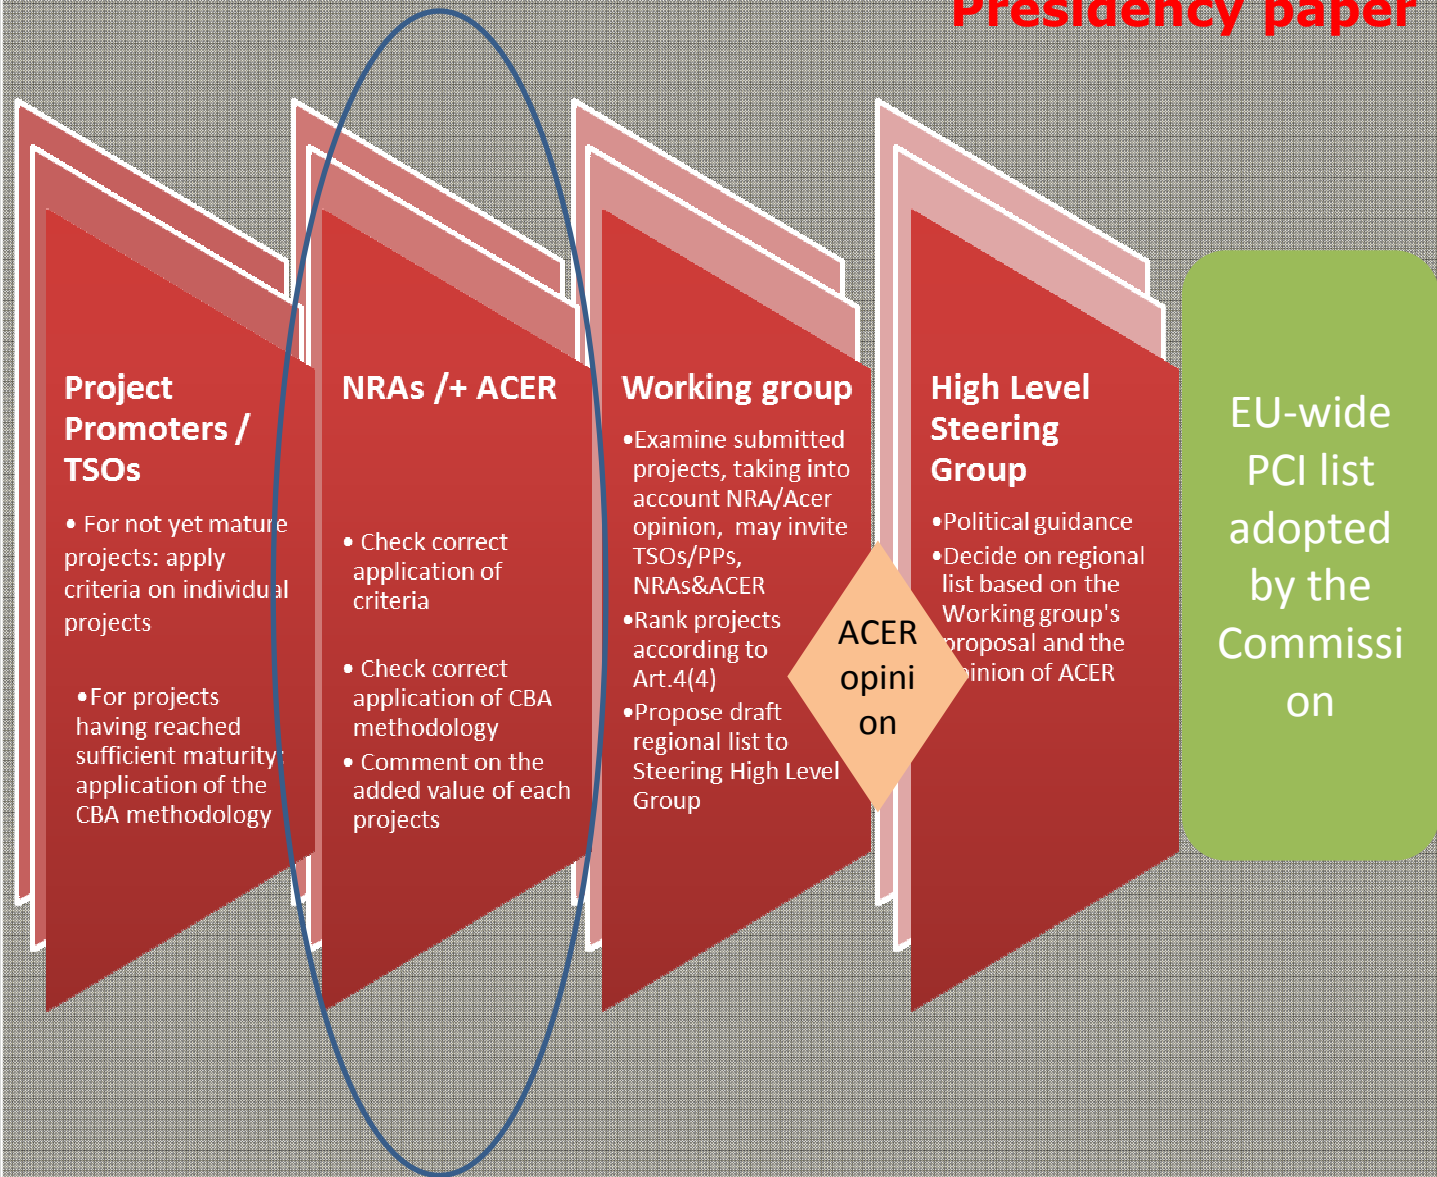 Presidency paper
Project
Promoters /
TSOs
• For not yet mature
projects: apply
criteria on individual
projects
•For projects
having reached
sufficient maturity:
application of the
CBA methodology
NRAs /+ ACER
• Check correct
application of
criteria
• Check correct
application of CBA
methodology
• Comment on the
added value of each
projects
Working group
•Examine submitted
projects, taking into
account NRA/Acer
opinion, may invite
TSOs/PPs,
NRAs&ACER
•Rank projects
according to
Art.4(4)
•Propose draft
regional list to
Steering High Level
Group
ACER
opini
on
High Level
Steering
Group
•Political guidance
•Decide on regional
list based on the
Working group's
proposal and the
opinion of ACER
EU-wide
PCI list
adopted
by the
Commissi
on